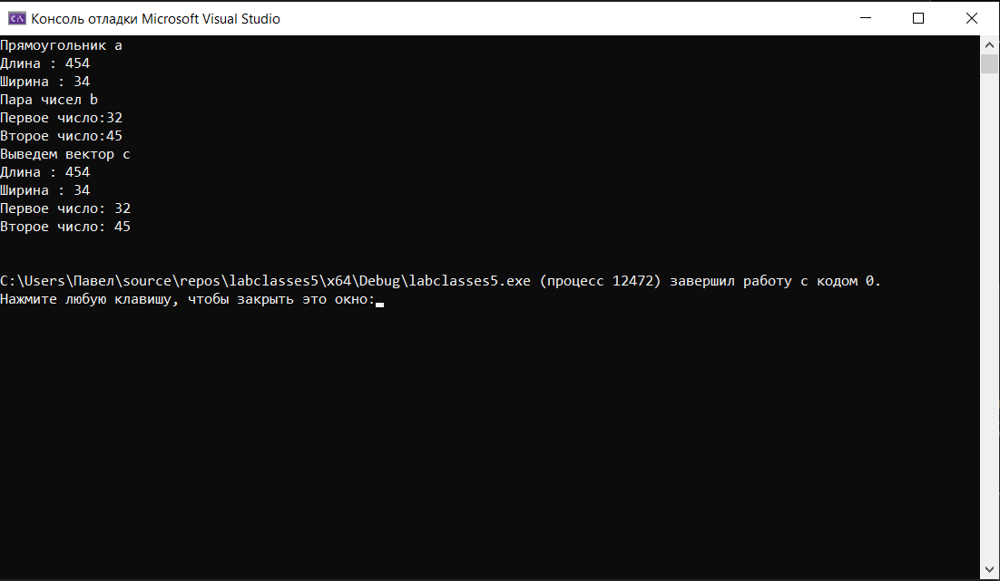 Консоль отладки Microsoft Visual Studio
Прямоугольник a
Длина : 454
Ширина : 34
Пара чисел b
Первое число:32
Второе число:45
Выведем вектор c
Длина : 454
Ширина : 34
Первое число: 32
Второе число: 45
C:\Users\Павел\source\repos\labclasses5\x64\Debug\labclasses5.exe (процесс 12472) завершил работу с кодом 0.
Нажмите любую клавишу, чтобы закрыть это окно: